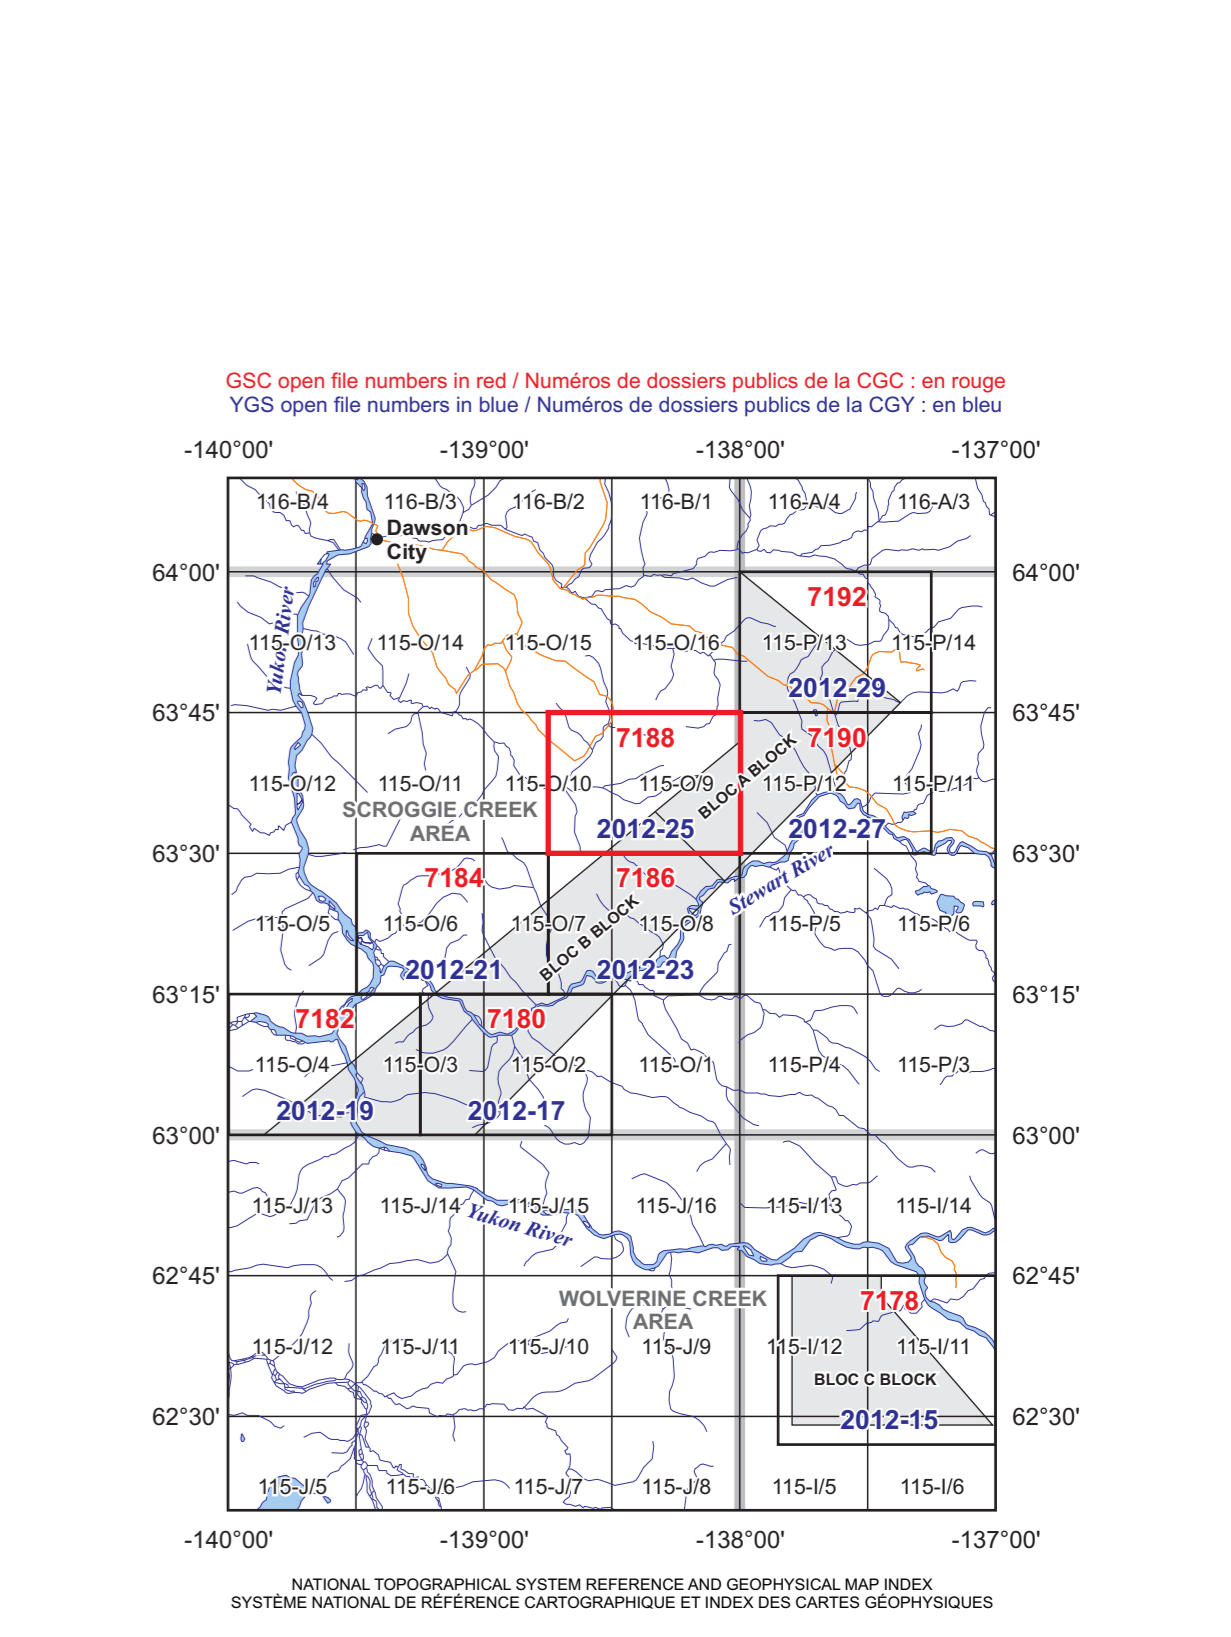 GSC open file numbers in red / Numéros de dossiers publics de la CGC : en rouge
YGS open file numbers in blue / Numéros de dossiers publics de la CGY : en bleu
-140°00' -139°00' -138°00' -137°00'
116-B/4 116-B/3 116-B/2 116-B/1 116-A/4 116-A/3
Dawson
City
64°00' 64°00'
7192
Yukon River
115-O/13 115-O/14 115-O/15 115-O/16 115-P/13 115-P/14
2012-29
63°45' 63°45'
7188 7190
BLOC A BLOCK
115-O/12 115-O/11 115-O/10 115-O/9 115-P/12 115-P/11
SCROGGIE CREEK
AREA
2012-25 2012-27
63°30' 63°30'
7184 7186
Stewart River
115-O/5 115-O/6 115-O/7 115-O/8 115-P/5 115-P/6
BLOC B BLOCK
2012-21 2012-23
63°15' 63°15'
7182 7180
115-O/4 115-O/3 115-O/2 115-O/1 115-P/4 115-P/3
2012-19 2012-17
63°00' 63°00'
115-J/13 115-J/14 115-J/15 115-J/16 115-I/13 115-I/14
Yukon River
62°45' 62°45'
WOLVERINE CREEK
AREA
7178
115-J/12 115-J/11 115-J/10 115-J/9 115-I/12 115-I/11
BLOC C BLOCK
62°30' 62°30'
2012-15
115-J/5 115-J/6 115-J/7 115-J/8 115-I/5 115-I/6
-140°00' -139°00' -138°00' -137°00'
NATIONAL TOPOGRAPHICAL SYSTEM REFERENCE AND GEOPHYSICAL MAP INDEX
SYSTÈME NATIONAL DE RÉFÉRENCE CARTOGRAPHIQUE ET INDEX DES CARTES GÉOPHYSIQUES